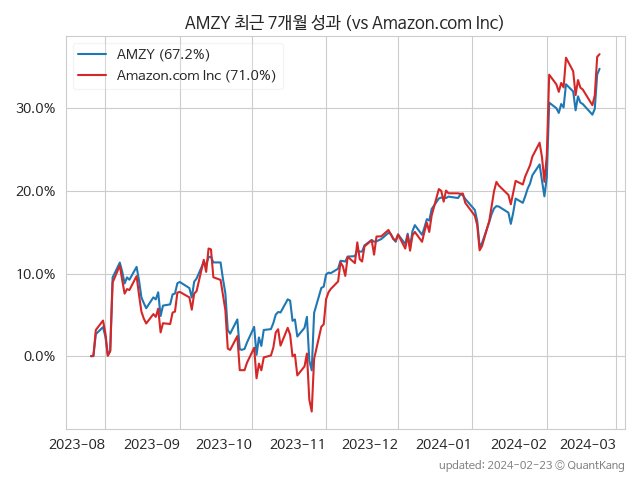 AMZY 최근 7개월 성과 (vs Amazon.com Inc)
AMZY (67.2%)
Amazon.com Inc (71.0%)
30.0%
20.0%
10.0%
0.0%
2023-08 2023-09 2023-10 2023-11 2023-12 2024-01 2024-02 2024-03
updated: 2024-02-23 © QuantKang